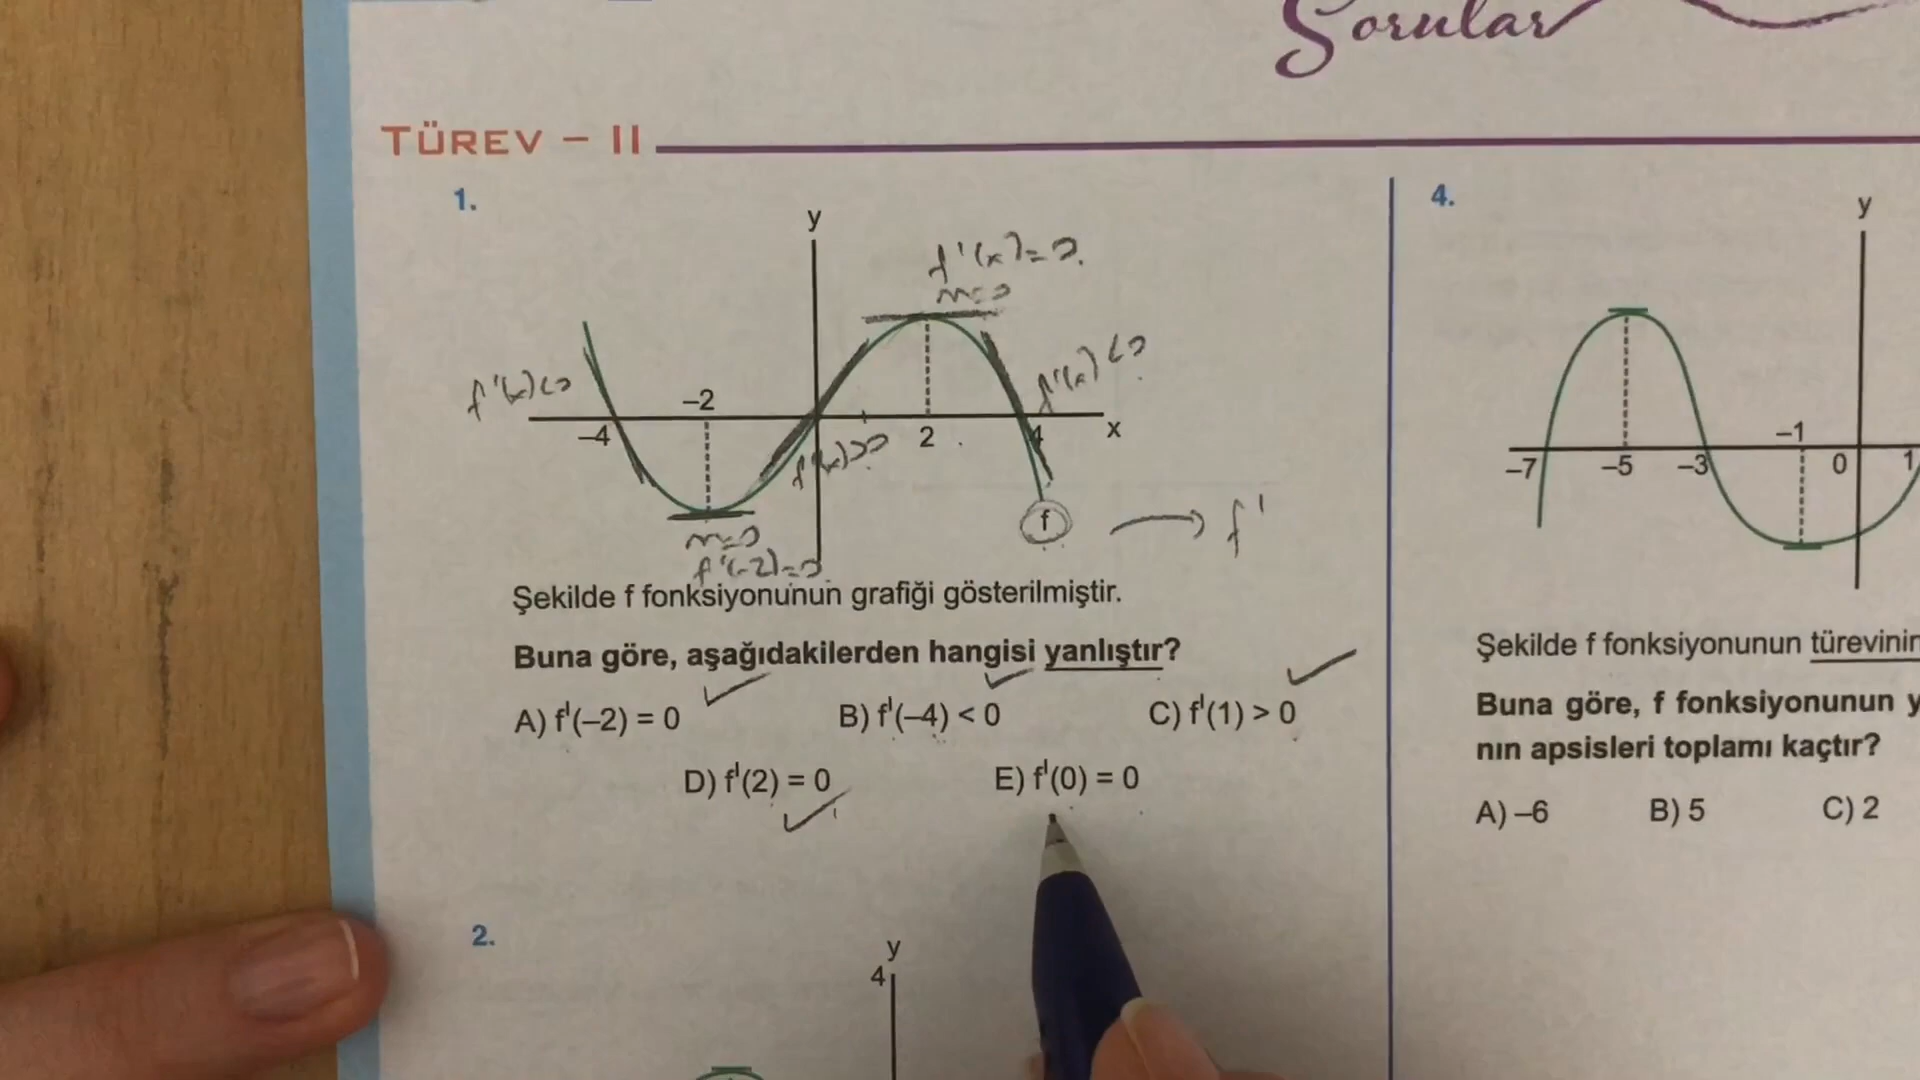 Sorular
TÜREV – II
1.
y
f'(x)=0
m=0
f'(x)<0
f'(x)<0
–2
–4
2
4
x
f'(x)>0
f
f'
m=0
f'(-2)=0
Şekilde f fonksiyonunun grafiği gösterilmiştir.
Buna göre, aşağıdakilerden hangisi yanlıştır?
A) f'(–2) = 0 B) f'(–4) < 0 C) f'(1) > 0
D) f'(2) = 0 E) f'(0) = 0
2.
y
4
4.
y
–1
–7 –5 –3 0 1
Şekilde f fonksiyonunun türevinin
Buna göre, f fonksiyonunun y
nın apsisleri toplamı kaçtır?
A) –6 B) 5 C) 2